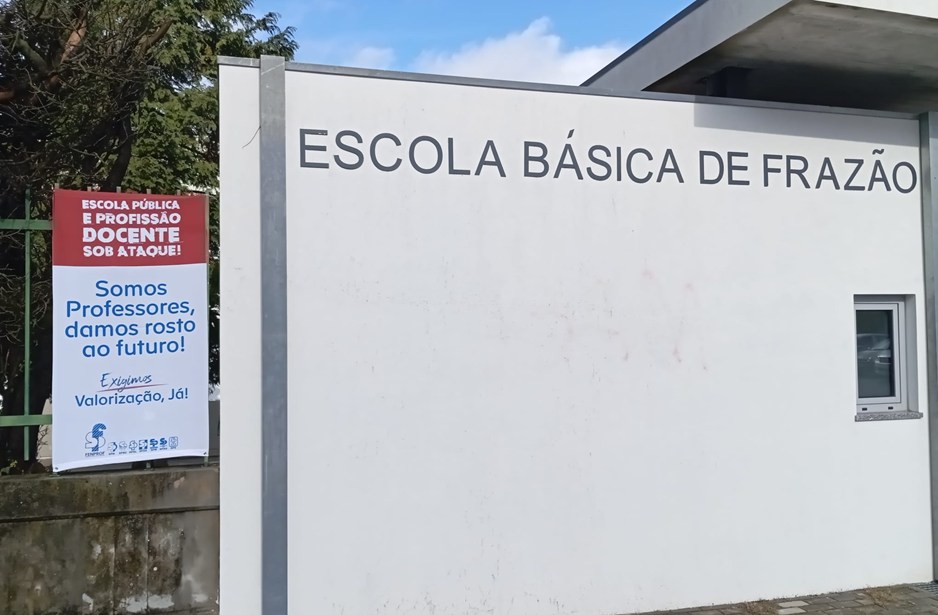 ESCOLA BÁSICA DE FRAZÃO
ESCOLA PÚBLICA
E PROFISSÃO
DOCENTE
SOB ATAQUE!
Somos
Professores,
damos rosto
ao futuro!
Exigimos
Valorização, Já!
FENPROF